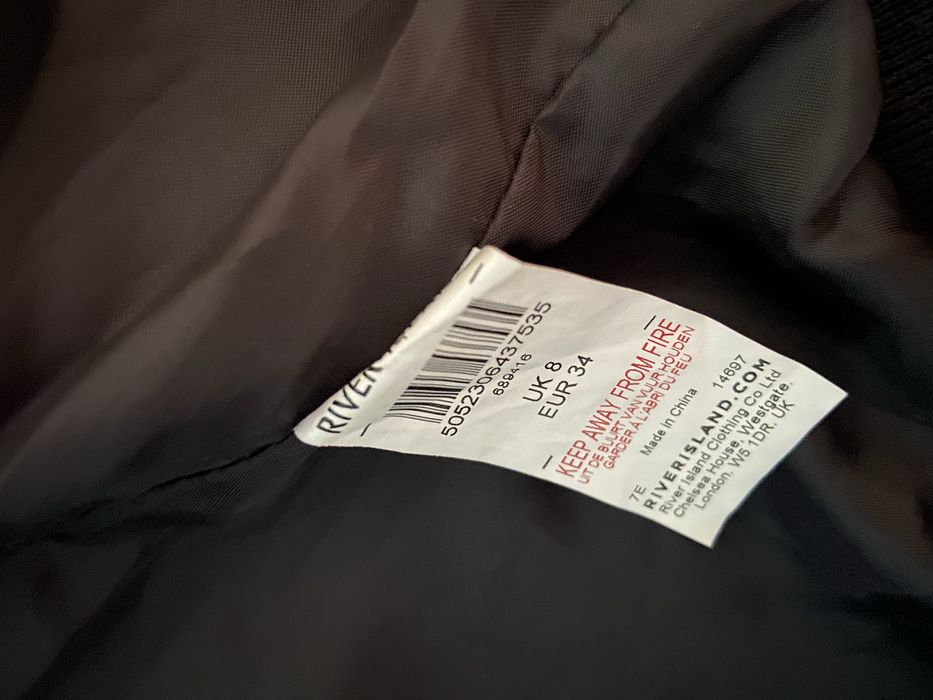 RIVER
5052306437535
689416
UK 8
EUR 34
KEEP AWAY FROM FIRE
UIT DE BUURT VAN VUUR HOUDEN
GARDER À L'ABRI DU FEU
Made in China
7E 14697
RIVERISLAND.COM
River Island Clothing Co Ltd
Chelsea House, Westgate,
London. W5 1DR. UK